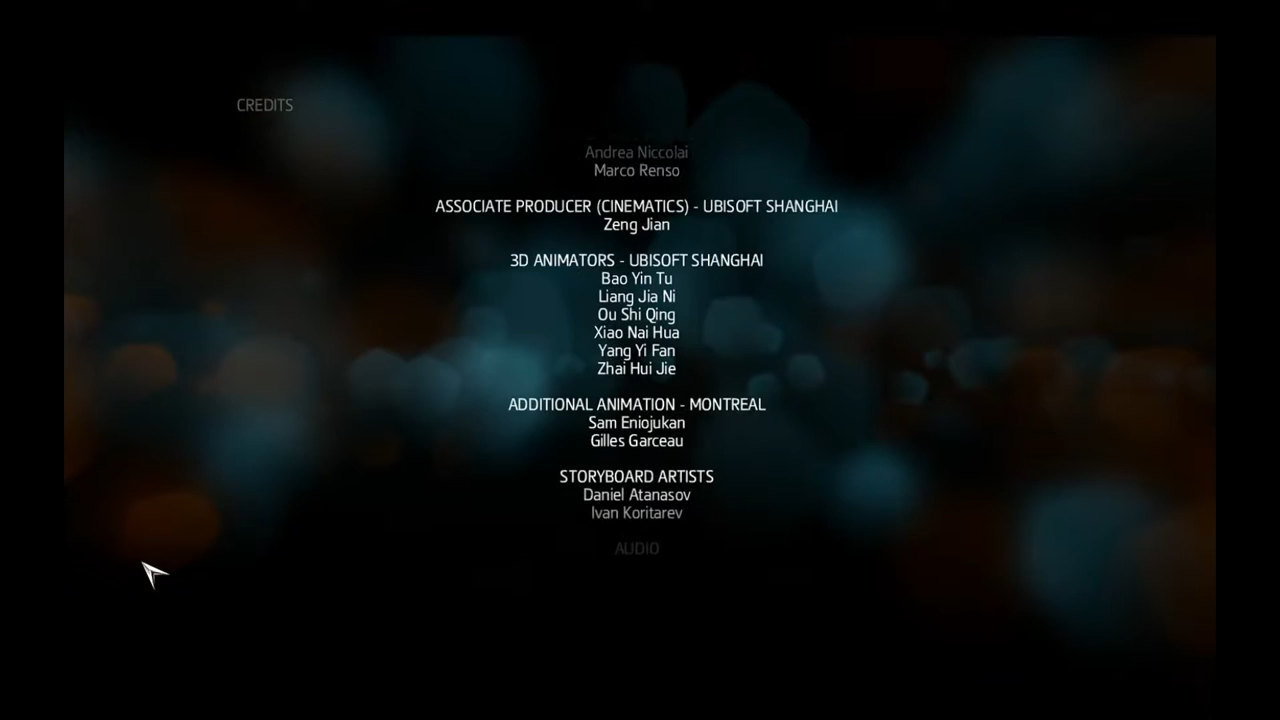 CREDITS
Andrea Niccolai
Marco Renso
ASSOCIATE PRODUCER (CINEMATICS) - UBISOFT SHANGHAI
Zeng Jian
3D ANIMATORS - UBISOFT SHANGHAI
Bao Yin Tu
Liang Jia Ni
Ou Shi Qing
Xiao Nai Hua
Yang Yi Fan
Zhai Hui Jie
ADDITIONAL ANIMATION - MONTREAL
Sam Eniojukan
Gilles Garceau
STORYBOARD ARTISTS
Daniel Atanasov
Ivan Koritarev
AUDIO